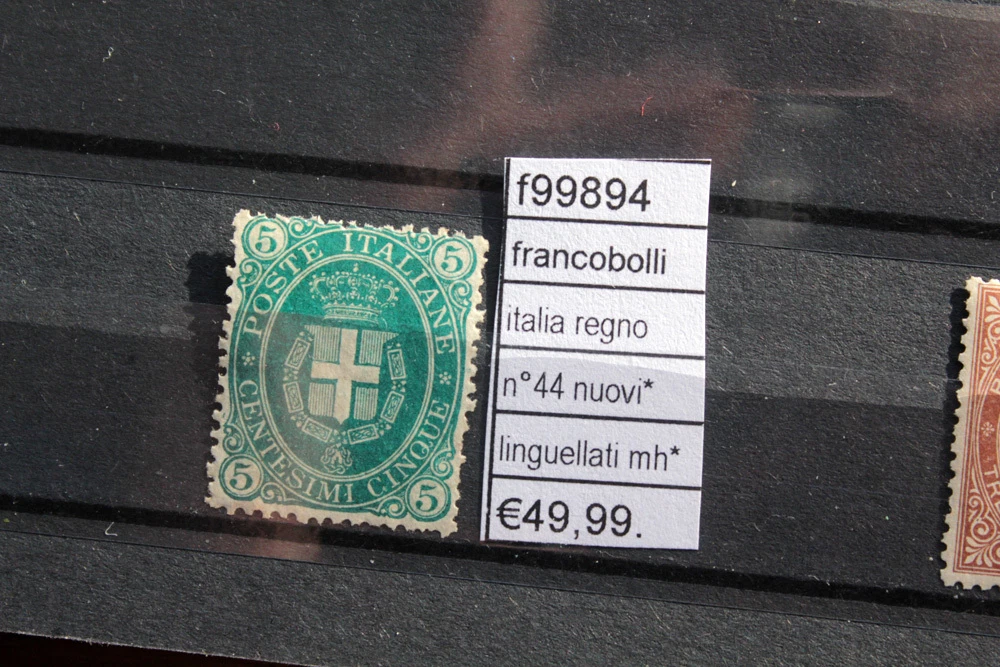 5 5
POSTE ITALIANE
CENTESIMI CINQUE
5 5
f99894
francobolli
italia regno
n°44 nuovi*
linguellati mh*
€49,99.